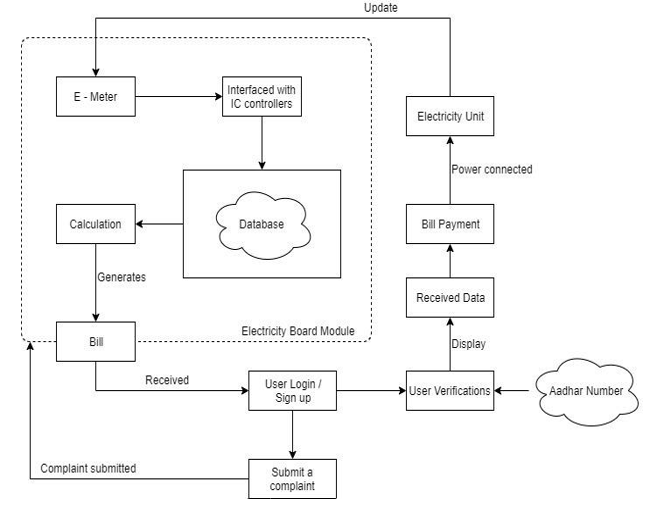 Update
E - Meter
Interfaced with
IC controllers
Electricity Unit
Power connected
Calculation
Database
Bill Payment
Generates
Received Data
Electricity Board Module
Bill
Display
Received
User Login /
Sign up
User Verifications
Aadhar Number
Complaint submitted
Submit a
complaint